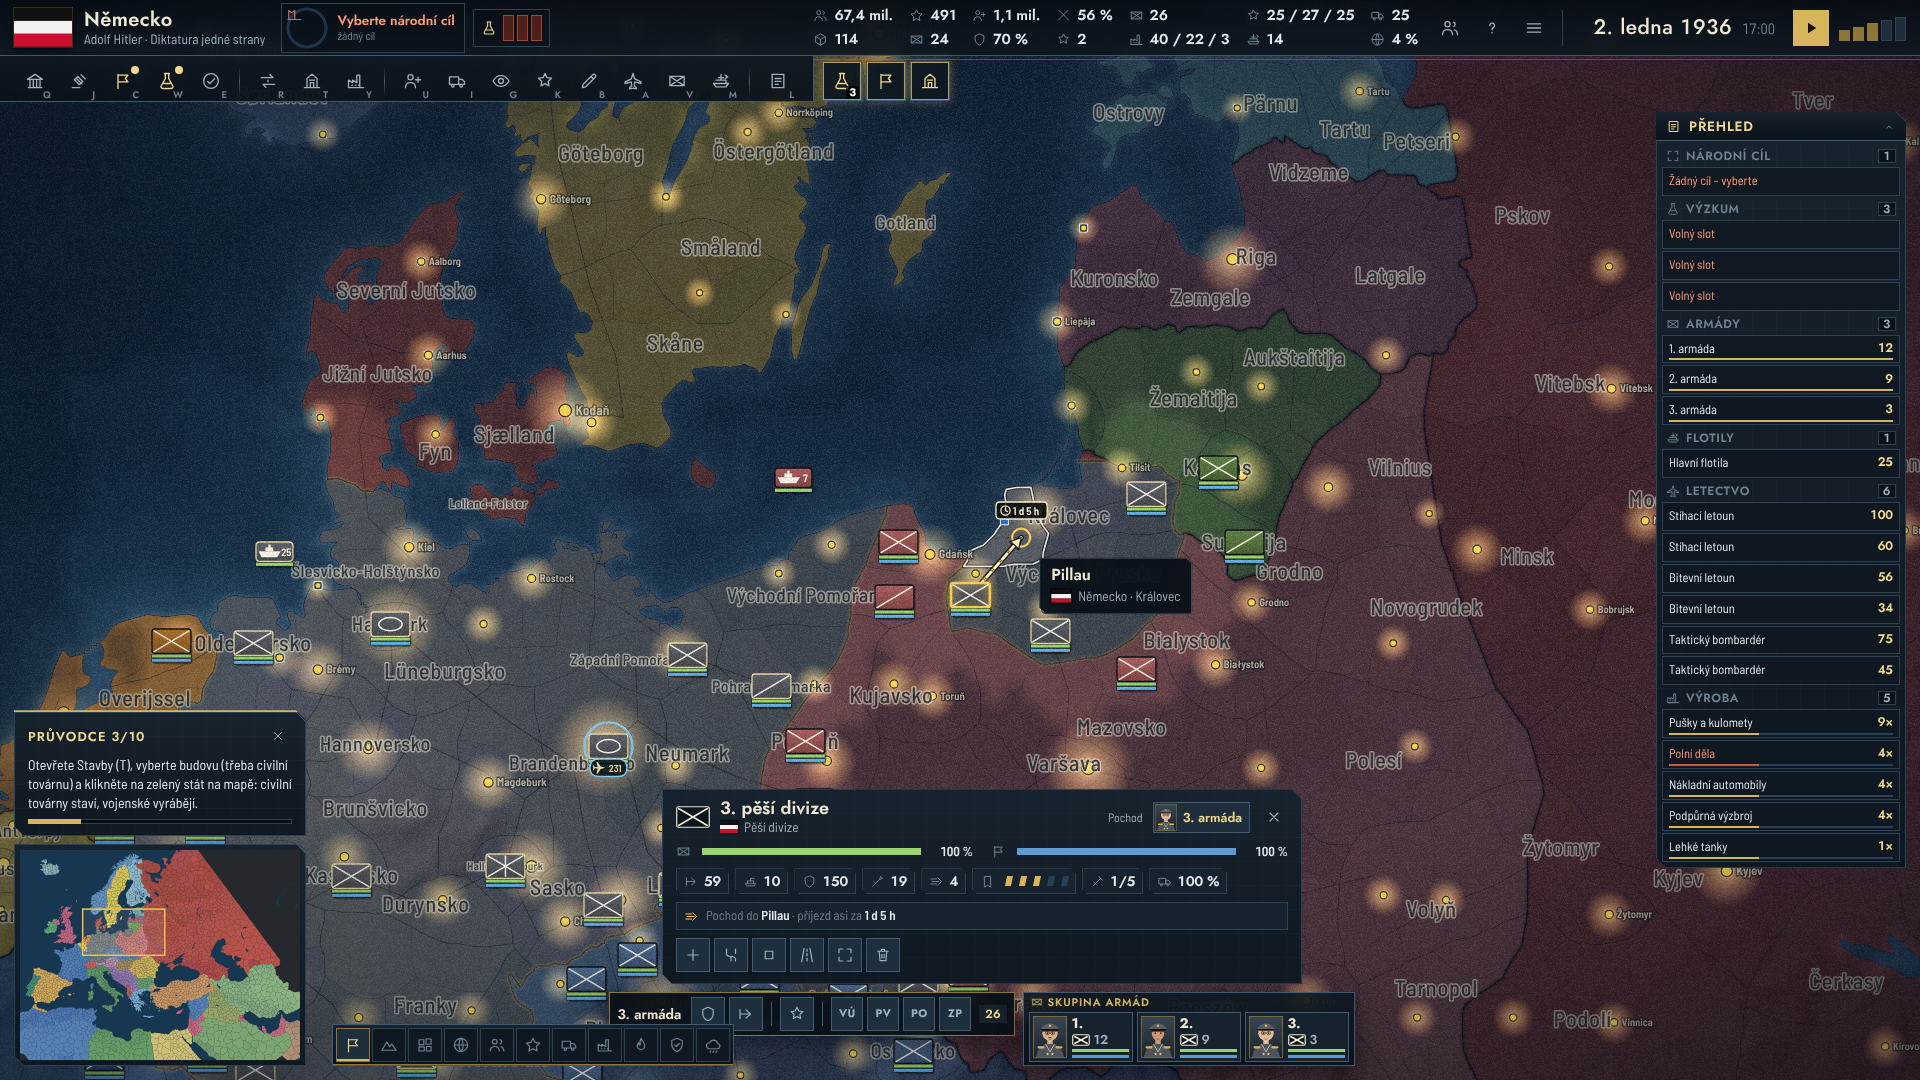 Německo
Adolf Hitler · Diktatura jedné strany
Vyberte národní cíl
žádný cíl
67,4 mil.
491
1,1 mil.
56 %
26
25 / 27 / 25
25
114
24
70 %
2
40 / 22 / 3
14
4 %
?
2. ledna 1936
17:00
Q
J
C
W
E
R
T
Y
U
I
G
K
B
A
V
M
L
3
PŘEHLED
NÁRODNÍ CÍL
1
Žádný cíl – vyberte
VÝZKUM
3
Volný slot
Volný slot
Volný slot
ARMÁDY
3
1. armáda
12
2. armáda
9
3. armáda
3
FLOTILY
1
Hlavní flotila
25
LETECTVO
6
Stíhací letoun
100
Stíhací letoun
60
Bitevní letoun
56
Bitevní letoun
34
Taktický bombardér
75
Taktický bombardér
45
VÝROBA
5
Pušky a kulomety
9×
Polní děla
4×
Nákladní automobily
4×
Podpůrná výzbroj
4×
Lehké tanky
1×
Norrköping
Göteborg
Östergötland
Göteborg
Småland
Skåne
Gotland
Ostrovy
Pärnu
Tartu
Tartu
Petseri
Vidzeme
Tver
Pskov
Riga
Kuronsko
Zemgale
Latgale
Liepāja
Aukštaitija
Žemaitija
Vitebsk
Vitebsk
Vilnius
Tilsit
Aalborg
Severní Jutsko
Aarhus
Jižní Jutsko
Kodaň
Sjælland
Fyn
Lolland-Falster
7
25
Kiel
Šlesvicko-Holštýnsko
Rostock
1d5h
Gdaňsk
Východní Pomořan
Pillau
Německo · Královec
Grodno
Grodno
Minsk
Novogrudek
Bobrujsk
Bialystok
Białystok
Brémy
Lüneburgsko
Overijssel
Západní Pomořa
Kujavsko
Toruń
Mazovsko
Varšava
Polesí
Hannoversko
Neumark
231
Magdeburk
Brunšvicko
Sasko
Durynsko
Franky
Žytomyr
Žytomyr
Kyjev
Kyjev
Volyň
Tarnopol
Podolí
Vinnica
Čerkasy
PRŮVODCE 3/10
Otevřete Stavby (T), vyberte budovu (třeba civilní
továrnu) a klikněte na zelený stát na mapě: civilní
továrny staví, vojenské vyrábějí.
3. pěší divize
Pěší divize
Pochod
3. armáda
100 %
100 %
59
10
150
19
4
1/5
100 %
Pochod do Pillau · příjezd asi za 1 d 5 h
3. armáda
VÚ
PV
PO
ZP
26
SKUPINA ARMÁD
1.
12
2.
9
3.
3